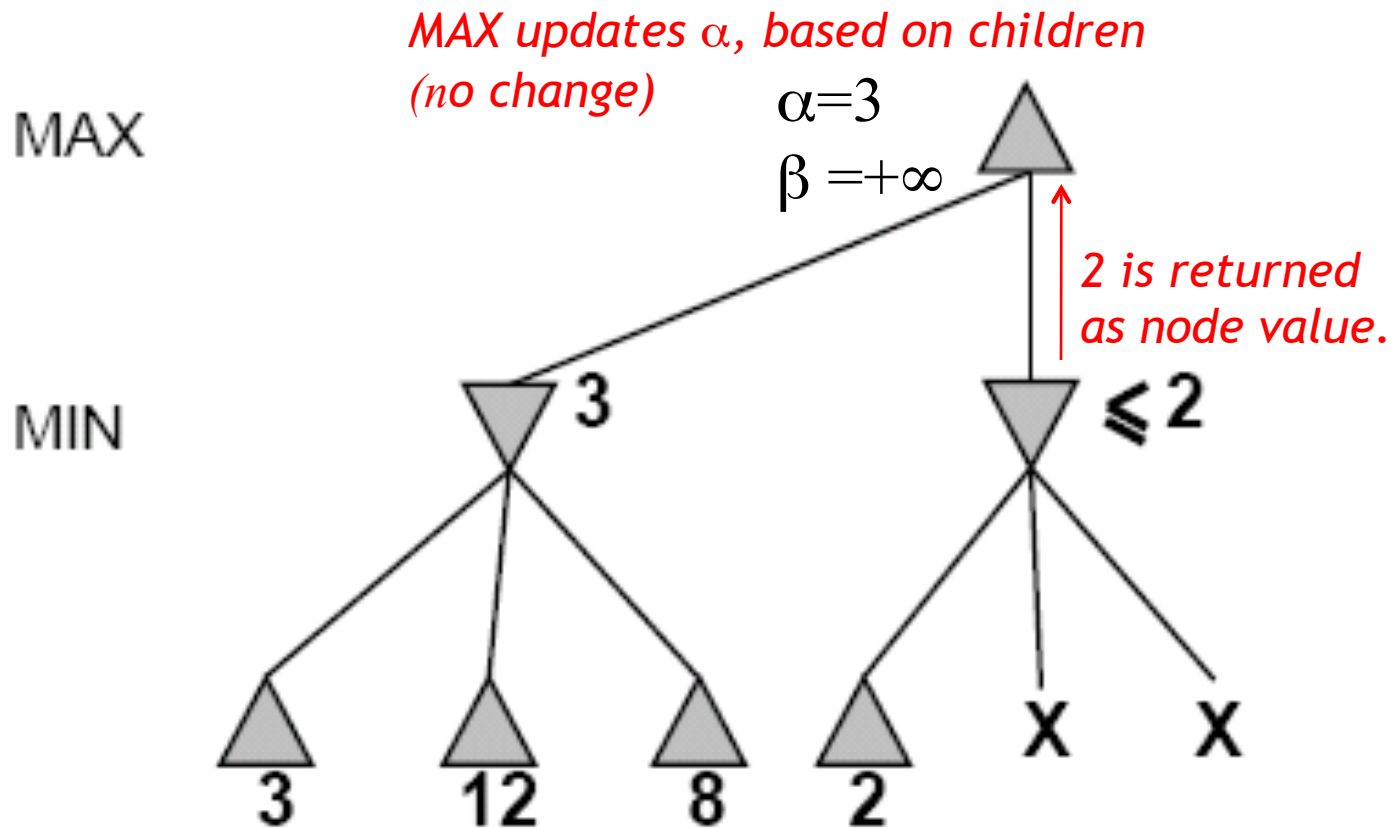 MAX updates α, based on children
(no change)
α=3
MAX
β =+∞
2 is returned
as node value.
3
≤ 2
MIN
X X
3 12 8 2